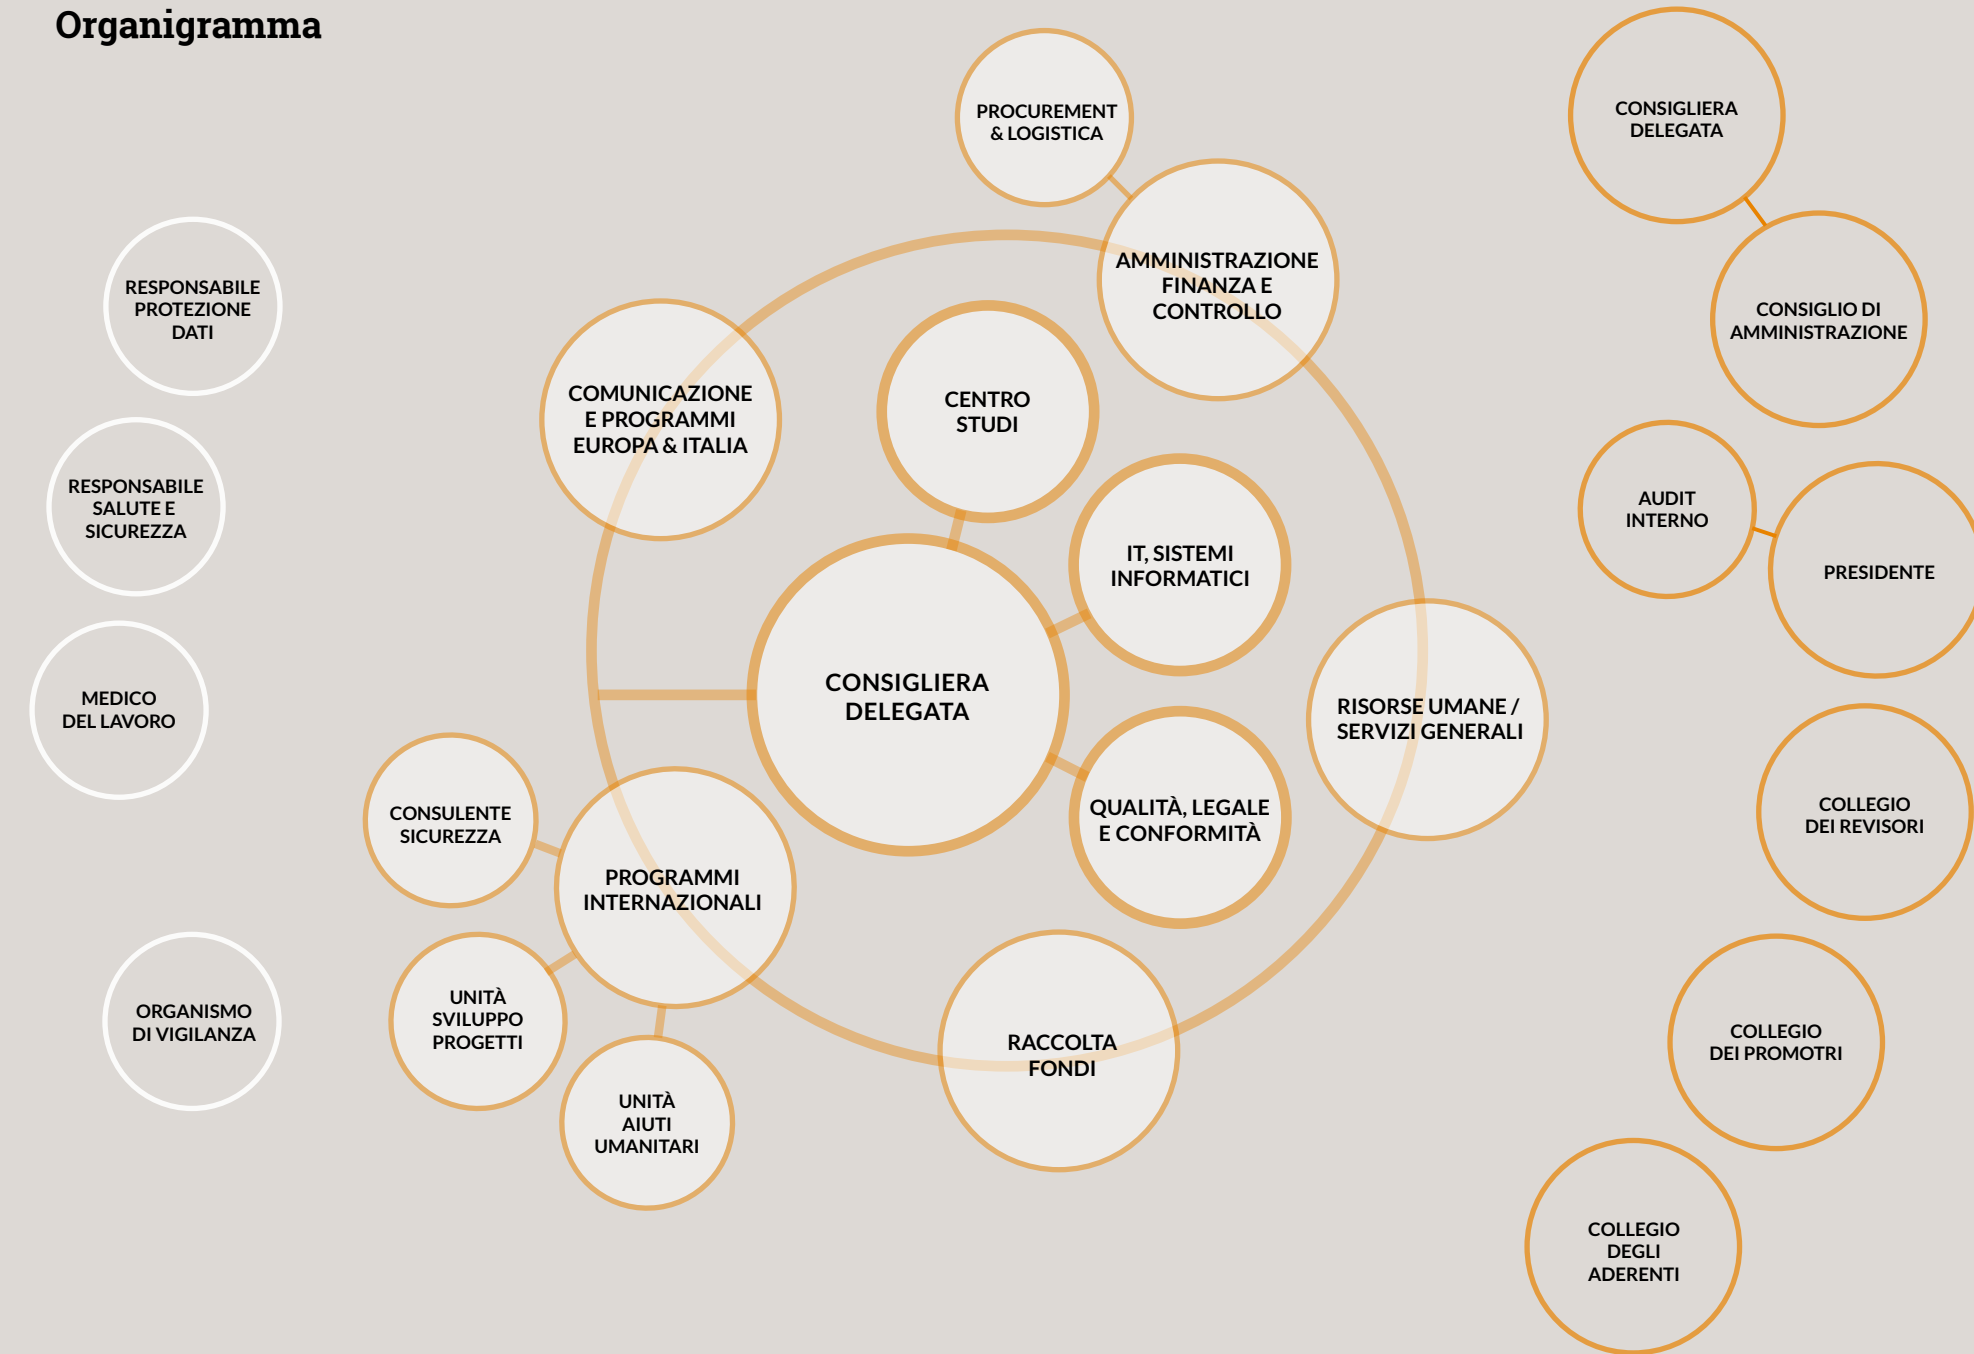 Organigramma
PROCUREMENT
& LOGISTICA
CONSIGLIERA
DELEGATA
RESPONSABILE
PROTEZIONE
DATI
AMMINISTRAZIONE
FINANZA E
CONTROLLO
CONSIGLIO DI
AMMINISTRAZIONE
COMUNICAZIONE
E PROGRAMMI
EUROPA & ITALIA
CENTRO
STUDI
RESPONSABILE
SALUTE E
SICUREZZA
AUDIT
INTERNO
IT, SISTEMI
INFORMATICI
PRESIDENTE
MEDICO
DEL LAVORO
CONSIGLIERA
DELEGATA
RISORSE UMANE /
SERVIZI GENERALI
CONSULENTE
SICUREZZA
QUALITÀ, LEGALE
E CONFORMITÀ
COLLEGIO
DEI REVISORI
PROGRAMMI
INTERNAZIONALI
ORGANISMO
DI VIGILANZA
UNITÀ
SVILUPPO
PROGETTI
RACCOLTA
FONDI
COLLEGIO
DEI PROMOTRI
UNITÀ
AIUTI
UMANITARI
COLLEGIO
DEGLI
ADERENTI